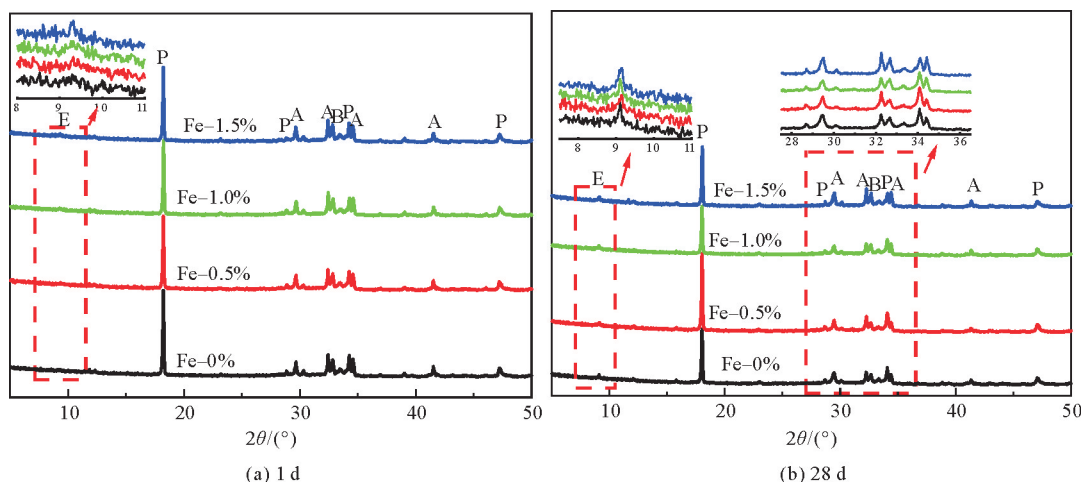 8 9 10 11
E
P
P A A B P A A P
Fe–1.5%
Fe–1.0%
Fe–0.5%
Fe–0%
10 20 30 40 50
2θ/(°)
(a) 1 d
8 9 10 11
28 30 32 34 36
E
P
P A A B P A A P
Fe–1.5%
Fe–1.0%
Fe–0.5%
Fe–0%
10 20 30 40 50
2θ/(°)
(b) 28 d